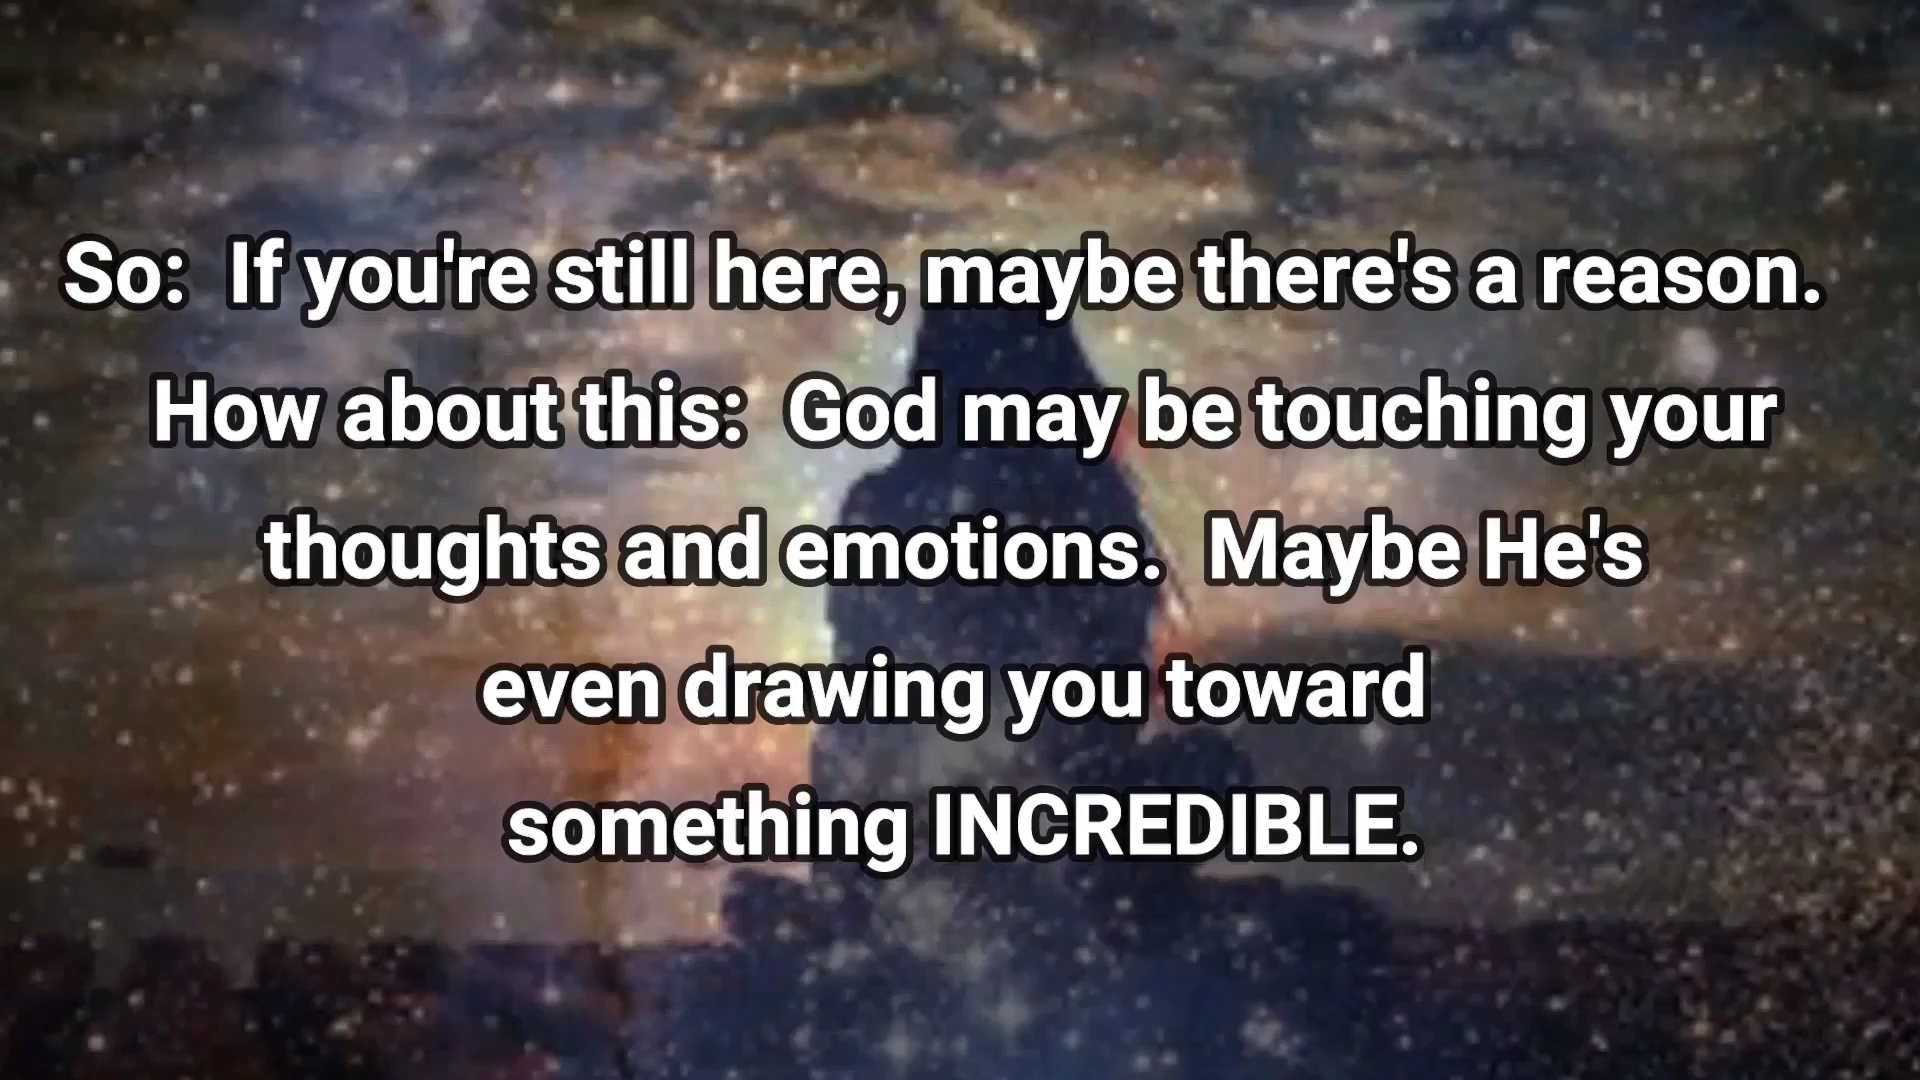 So:  If you're still here, maybe there's a reason.
How about this:  God may be touching your
thoughts and emotions.  Maybe He's
even drawing you toward
something INCREDIBLE.